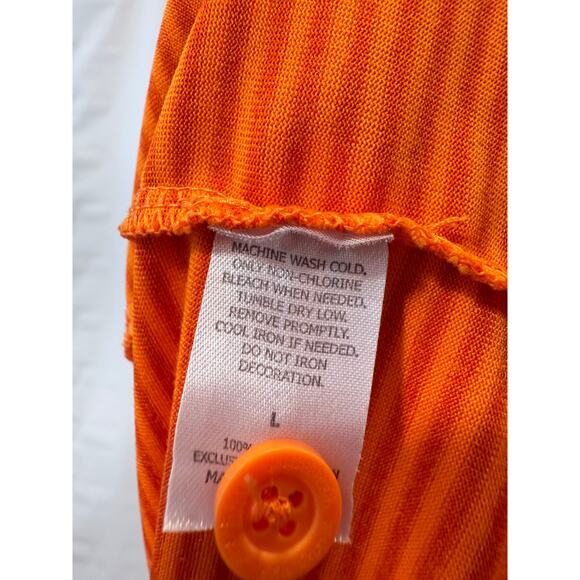 MACHINE WASH COLD.
ONLY NON-CHLORINE
BLEACH WHEN NEEDED.
TUMBLE DRY LOW.
REMOVE PROMPTLY.
COOL IRON IF NEEDED.
DO NOT IRON
DECORATION.
L
100%